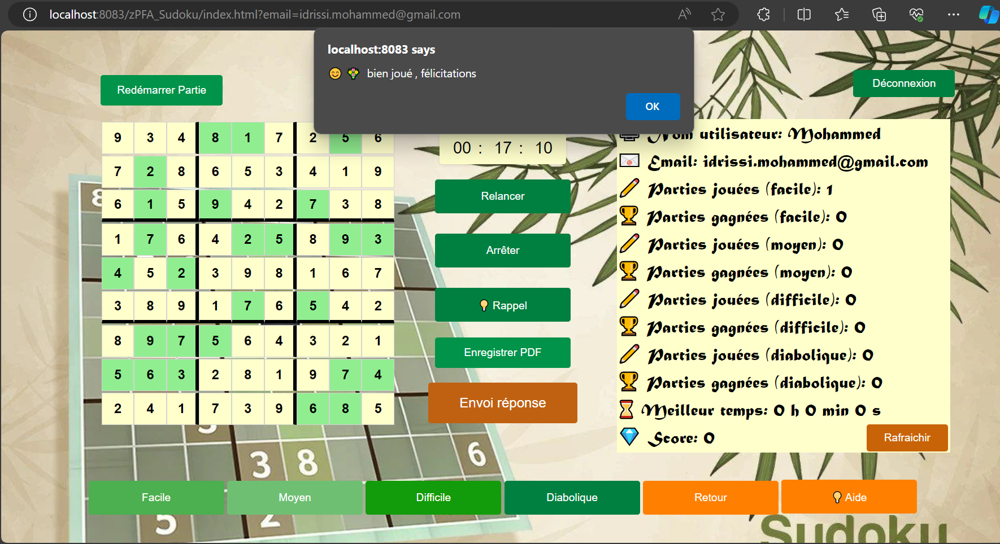 localhost:8083/zPFA_Sudoku/index.html?email=idrissi.mohammed@gmail.com
localhost:8083 says
😊 💐 bien joué , félicitations
OK
Redémarrer Partie
Déconnexion
9 3 4 8 1 7 2 5 6
7 2 8 6 5 3 4 1 9
6 1 5 9 4 2 7 3 8
1 7 6 4 2 5 8 9 3
4 5 2 3 9 8 1 6 7
3 8 9 1 7 6 5 4 2
8 9 7 5 6 4 3 2 1
5 6 3 2 8 1 9 7 4
2 4 1 7 3 9 6 8 5
00 : 17 : 10
Relancer
Arrêter
💡 Rappel
Enregistrer PDF
Envoi réponse
Nom utilisateur: Mohammed
Email: idrissi.mohammed@gmail.com
Parties jouées (facile): 1
Parties gagnées (facile): 0
Parties jouées (moyen): 0
Parties gagnées (moyen): 0
Parties jouées (difficile): 0
Parties gagnées (difficile): 0
Parties jouées (diabolique): 0
Parties gagnées (diabolique): 0
Meilleur temps: 0 h 0 min 0 s
Score: 0
Rafraichir
8
3 8
6
5
2
Facile
Moyen
Difficile
Diabolique
Retour
💡 Aide
Sudoku